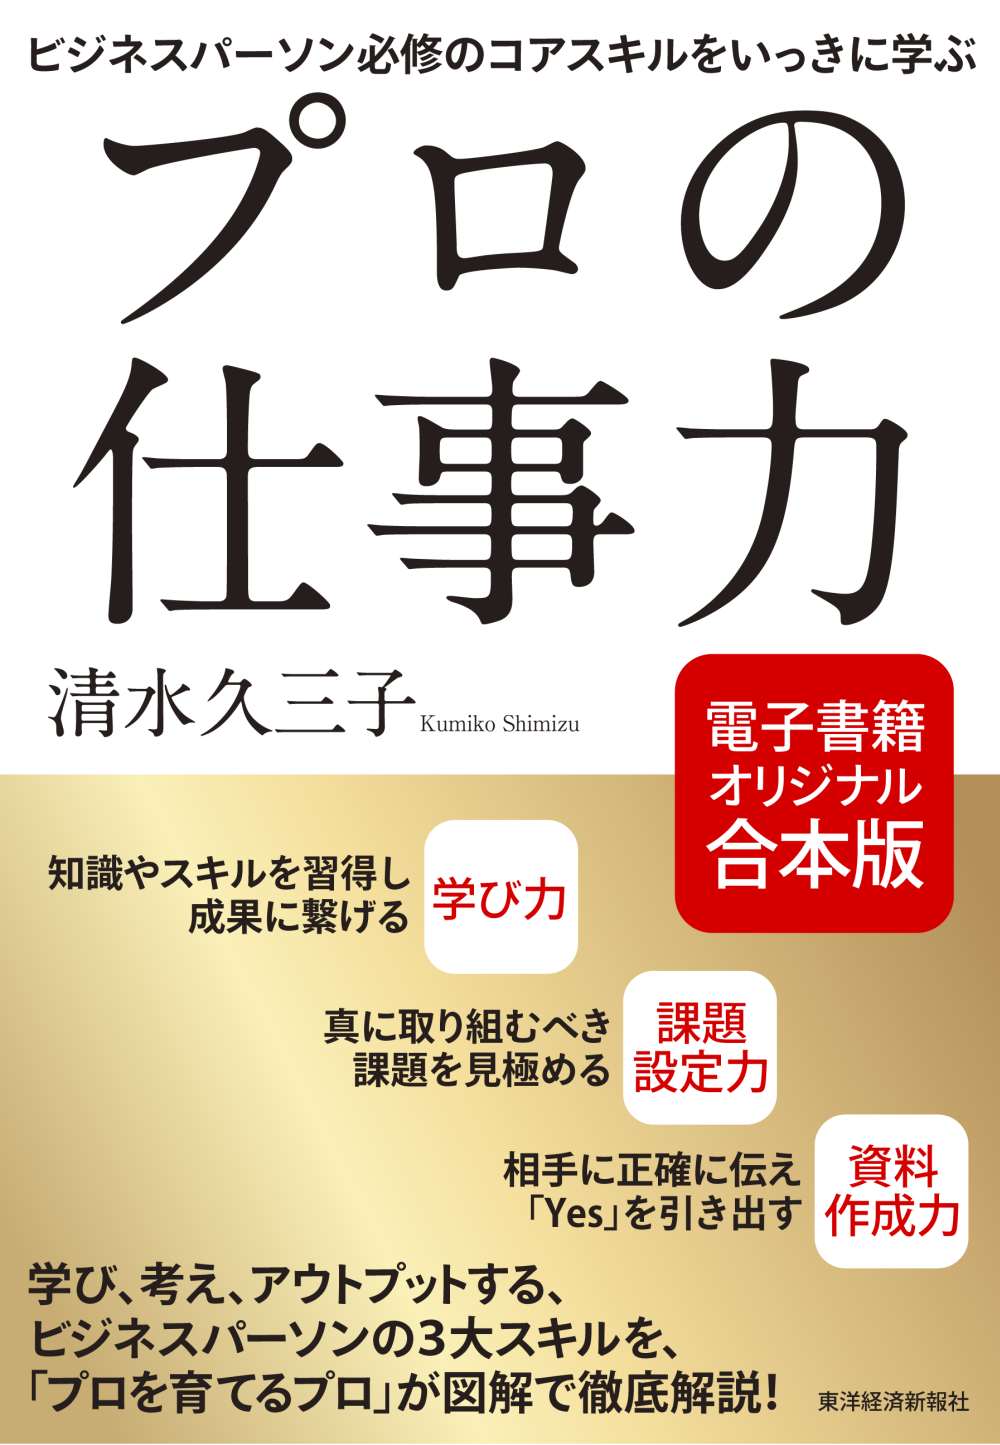 ビジネスパーソン必修のコアスキルをいっきに学ぶ
プロの
仕事力
清水久三子 Kumiko Shimizu
電子書籍
オリジナル
合本版
知識やスキルを習得し
成果に繋げる
学び力
真に取り組むべき
課題を見極める
課題
設定力
相手に正確に伝え
「Yes」を引き出す
資料
作成力
学び、考え、アウトプットする、
ビジネスパーソンの3大スキルを、
「プロを育てるプロ」が図解で徹底解説!
東洋経済新報社